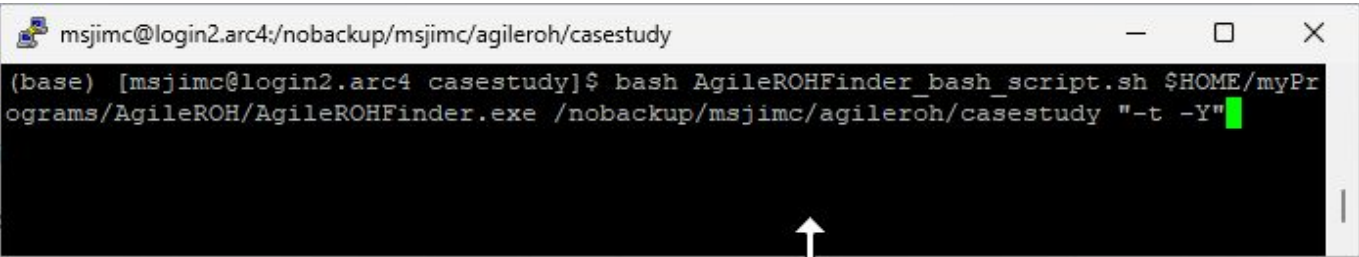 msjimc@login2.arc4:/nobackup/msjimc/agileroh/casestudy
(base) [msjimc@login2.arc4 casestudy]$ bash AgileROHFinder_bash_script.sh $HOME/myPr
ograms/AgileROH/AgileROHFinder.exe /nobackup/msjimc/agileroh/casestudy "-t -Y"